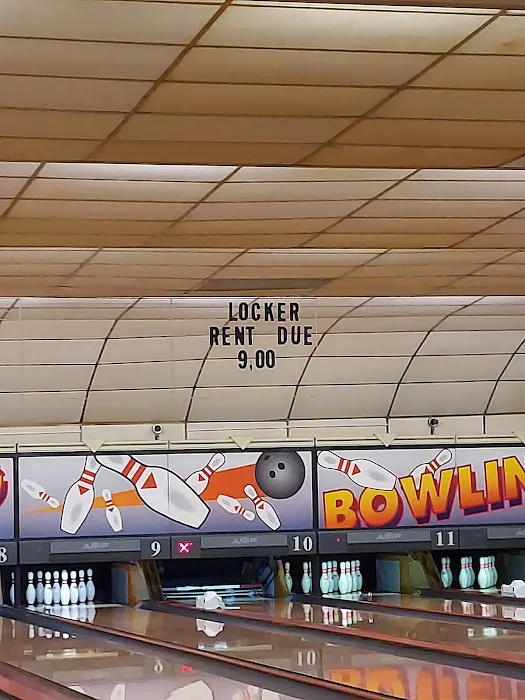 LOCKER
RENT DUE
9,00
BOWLIN
8
AMF
9
AMF
10
AMF
11
10